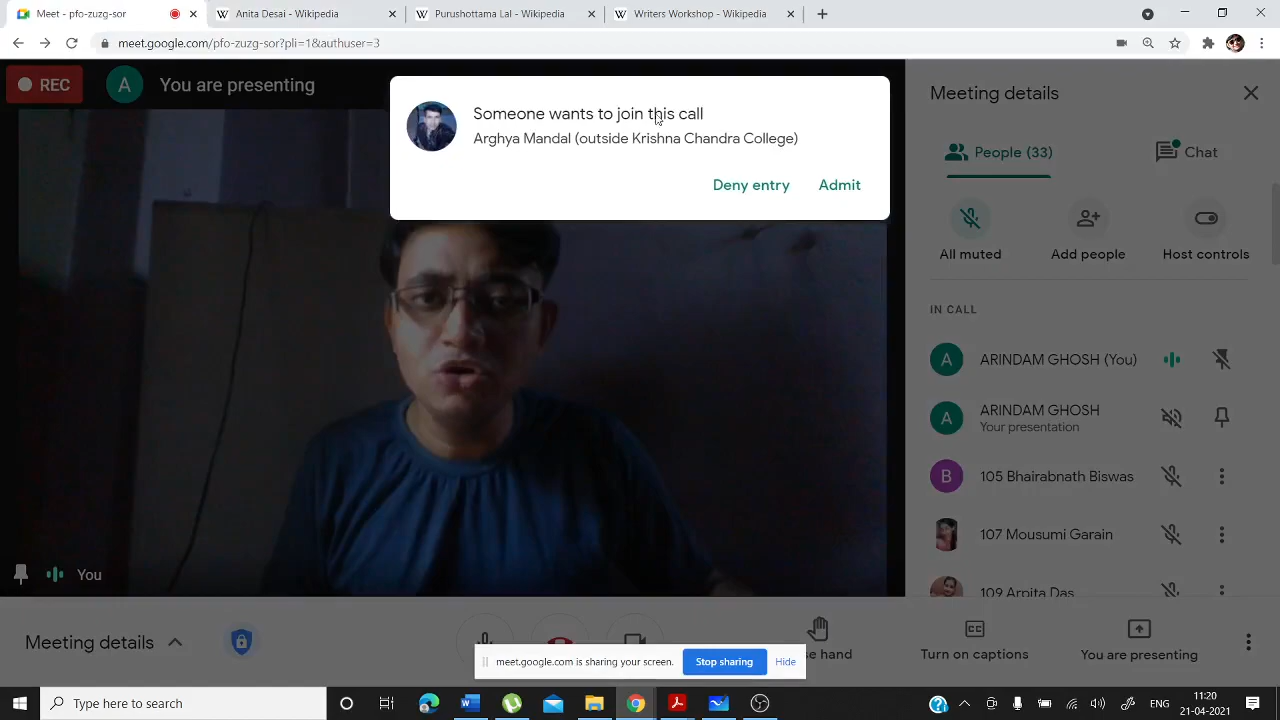 Meet - pfo-zuzg-sor
Anita Desai - Wikipedia
Purushottama Lal - Wikipedia
Writers Workshop - Wikipedia
meet.google.com/pfo-zuzg-sor?pli=1&authuser=3
REC
A
You are presenting
Someone wants to join this call
Arghya Mandal (outside Krishna Chandra College)
Deny entry
Admit
Meeting details
People (33)
Chat
All muted
Add people
Host controls
IN CALL
A
ARINDAM GHOSH (You)
A
ARINDAM GHOSH
Your presentation
B
105 Bhairabnath Biswas
107 Mousumi Garain
109 Arpita Das
You
Meeting details
se hand
CC
Turn on captions
You are presenting
meet.google.com is sharing your screen.
Stop sharing
Hide
Type here to search
ENG
11:20
21-04-2021